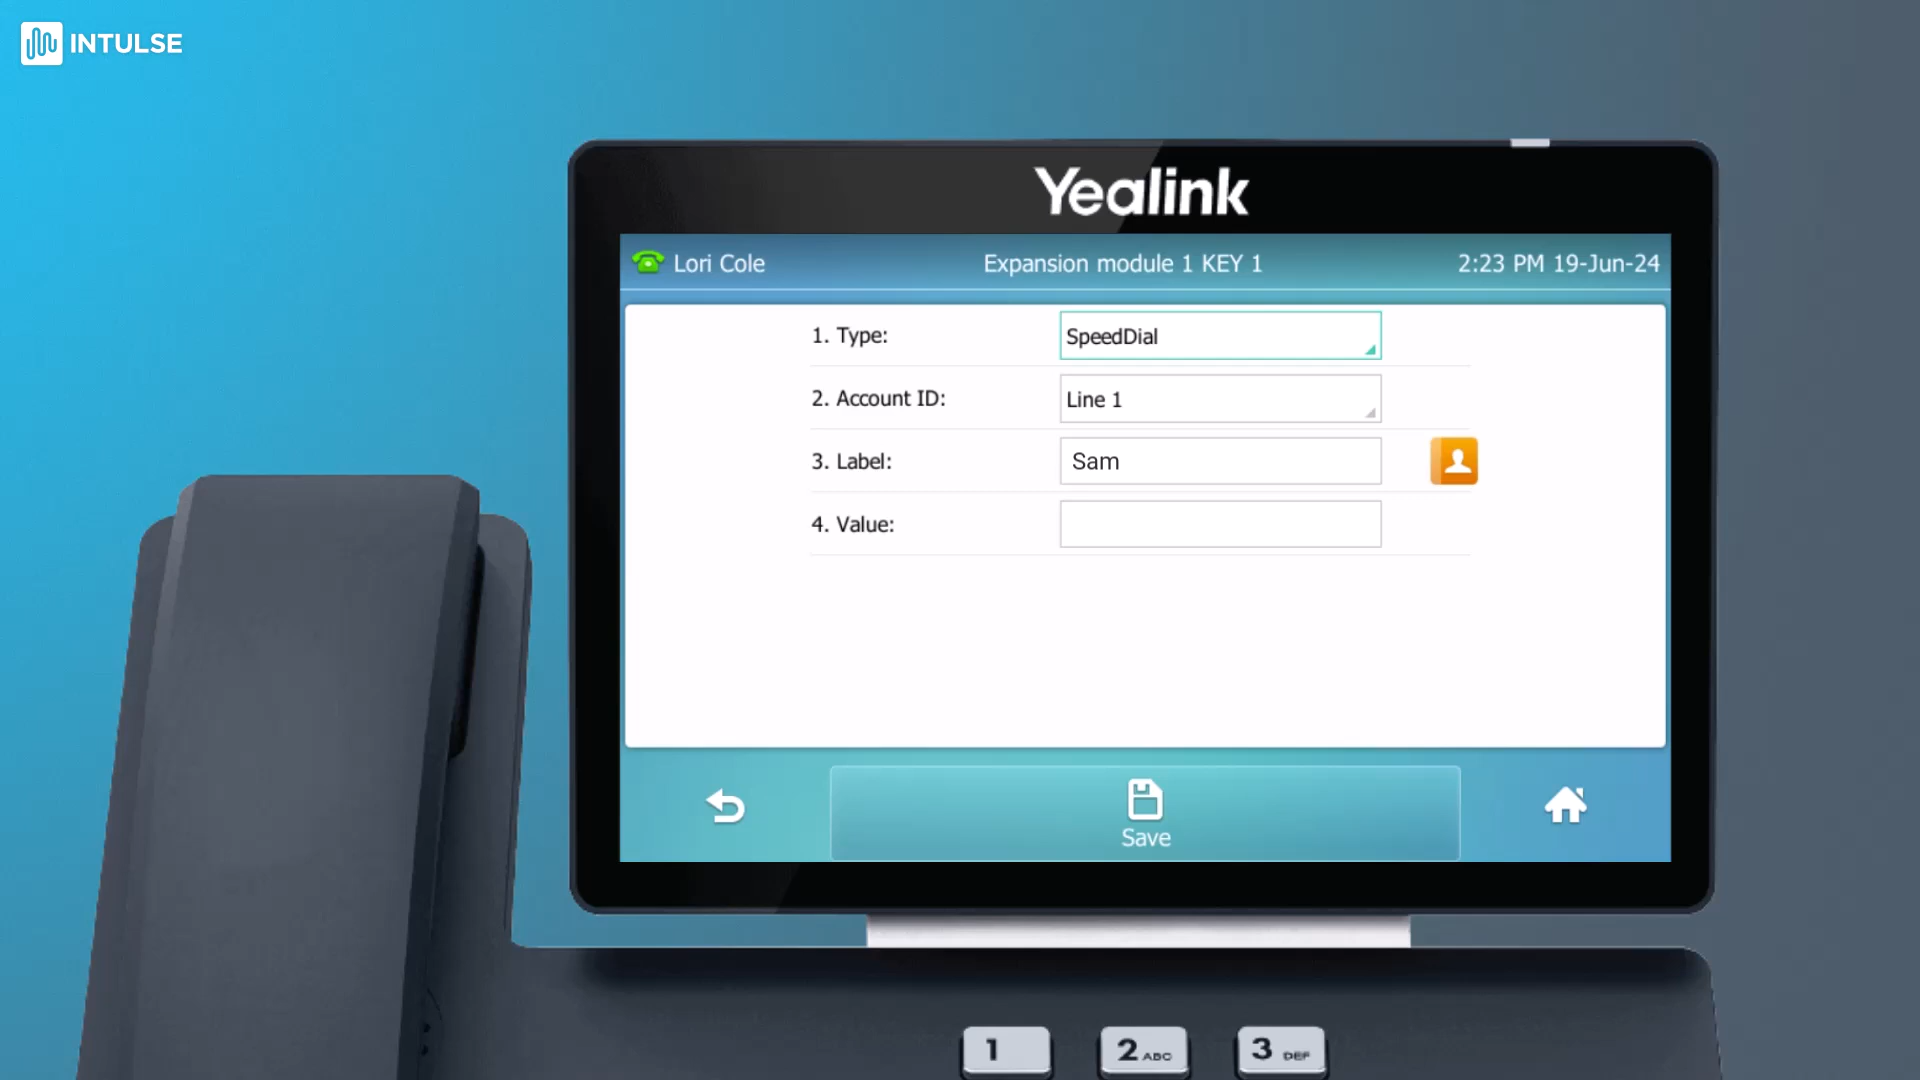 INTULSE
Yealink
Lori Cole
Expansion module 1 KEY 1
2:23 PM 19-Jun-24
1. Type:
SpeedDial
2. Account ID:
Line 1
3. Label:
Sam
4. Value:
Save
1
2 ABC
3 DEF